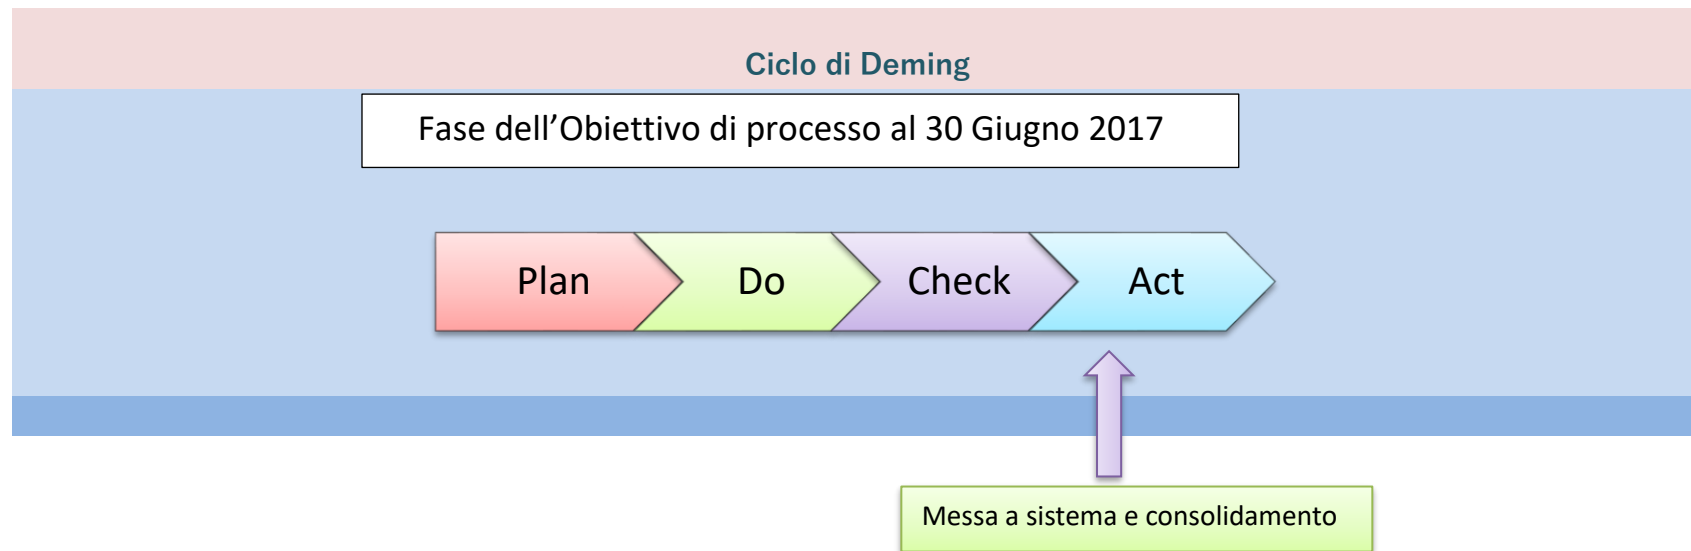 Ciclo di Deming
Fase dell’Obiettivo di processo al 30 Giugno 2017
Plan
Do
Check
Act
Messa a sistema e consolidamento